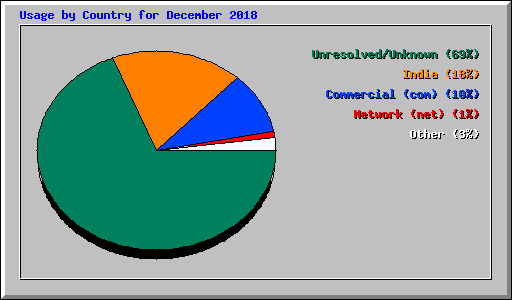 Usage by Country for December 2018
Unresolved/Unknown (69%)
India (18%)
Commercial (com) (10%)
Network (net) (1%)
Other (3%)